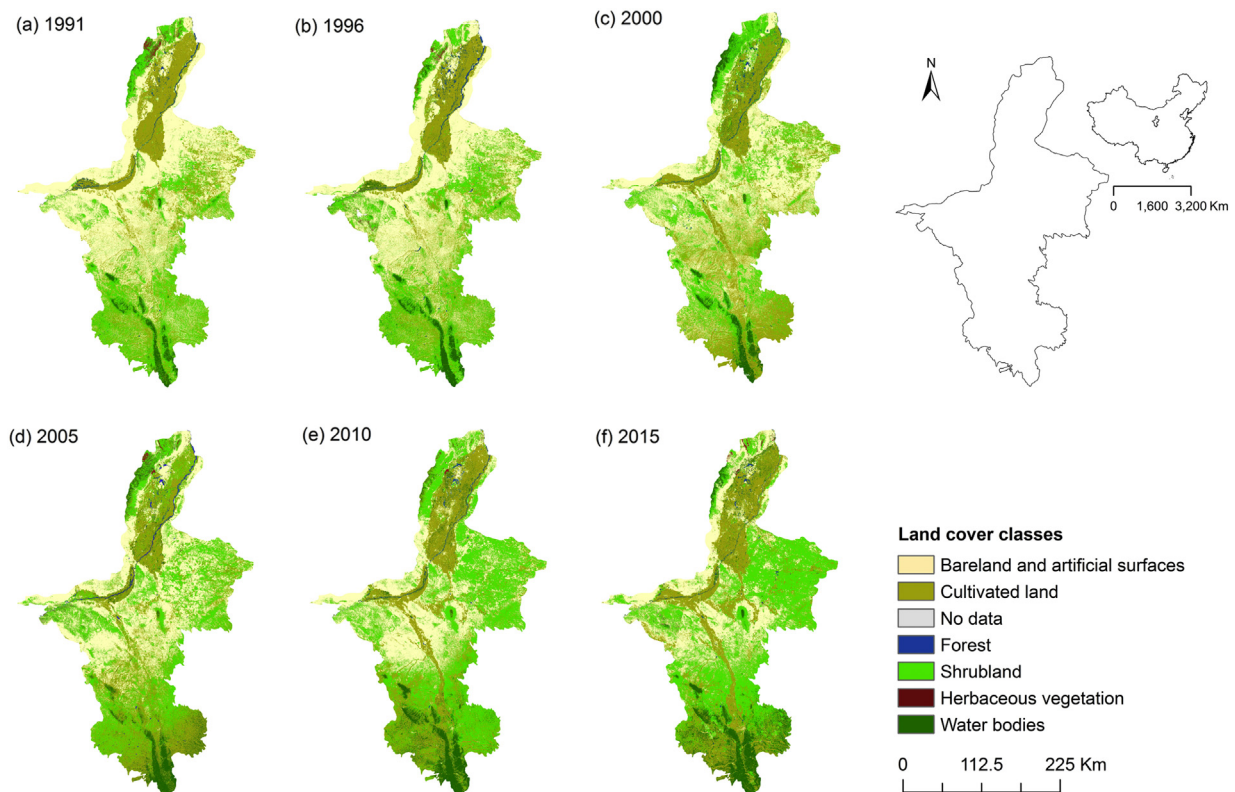 (a) 1991
(b) 1996
(c) 2000
N
0 1,600 3,200 Km
(d) 2005
(e) 2010
(f) 2015
Land cover classes
Bareland and artificial surfaces
Cultivated land
No data
Forest
Shrubland
Herbaceous vegetation
Water bodies
0 112.5 225 Km